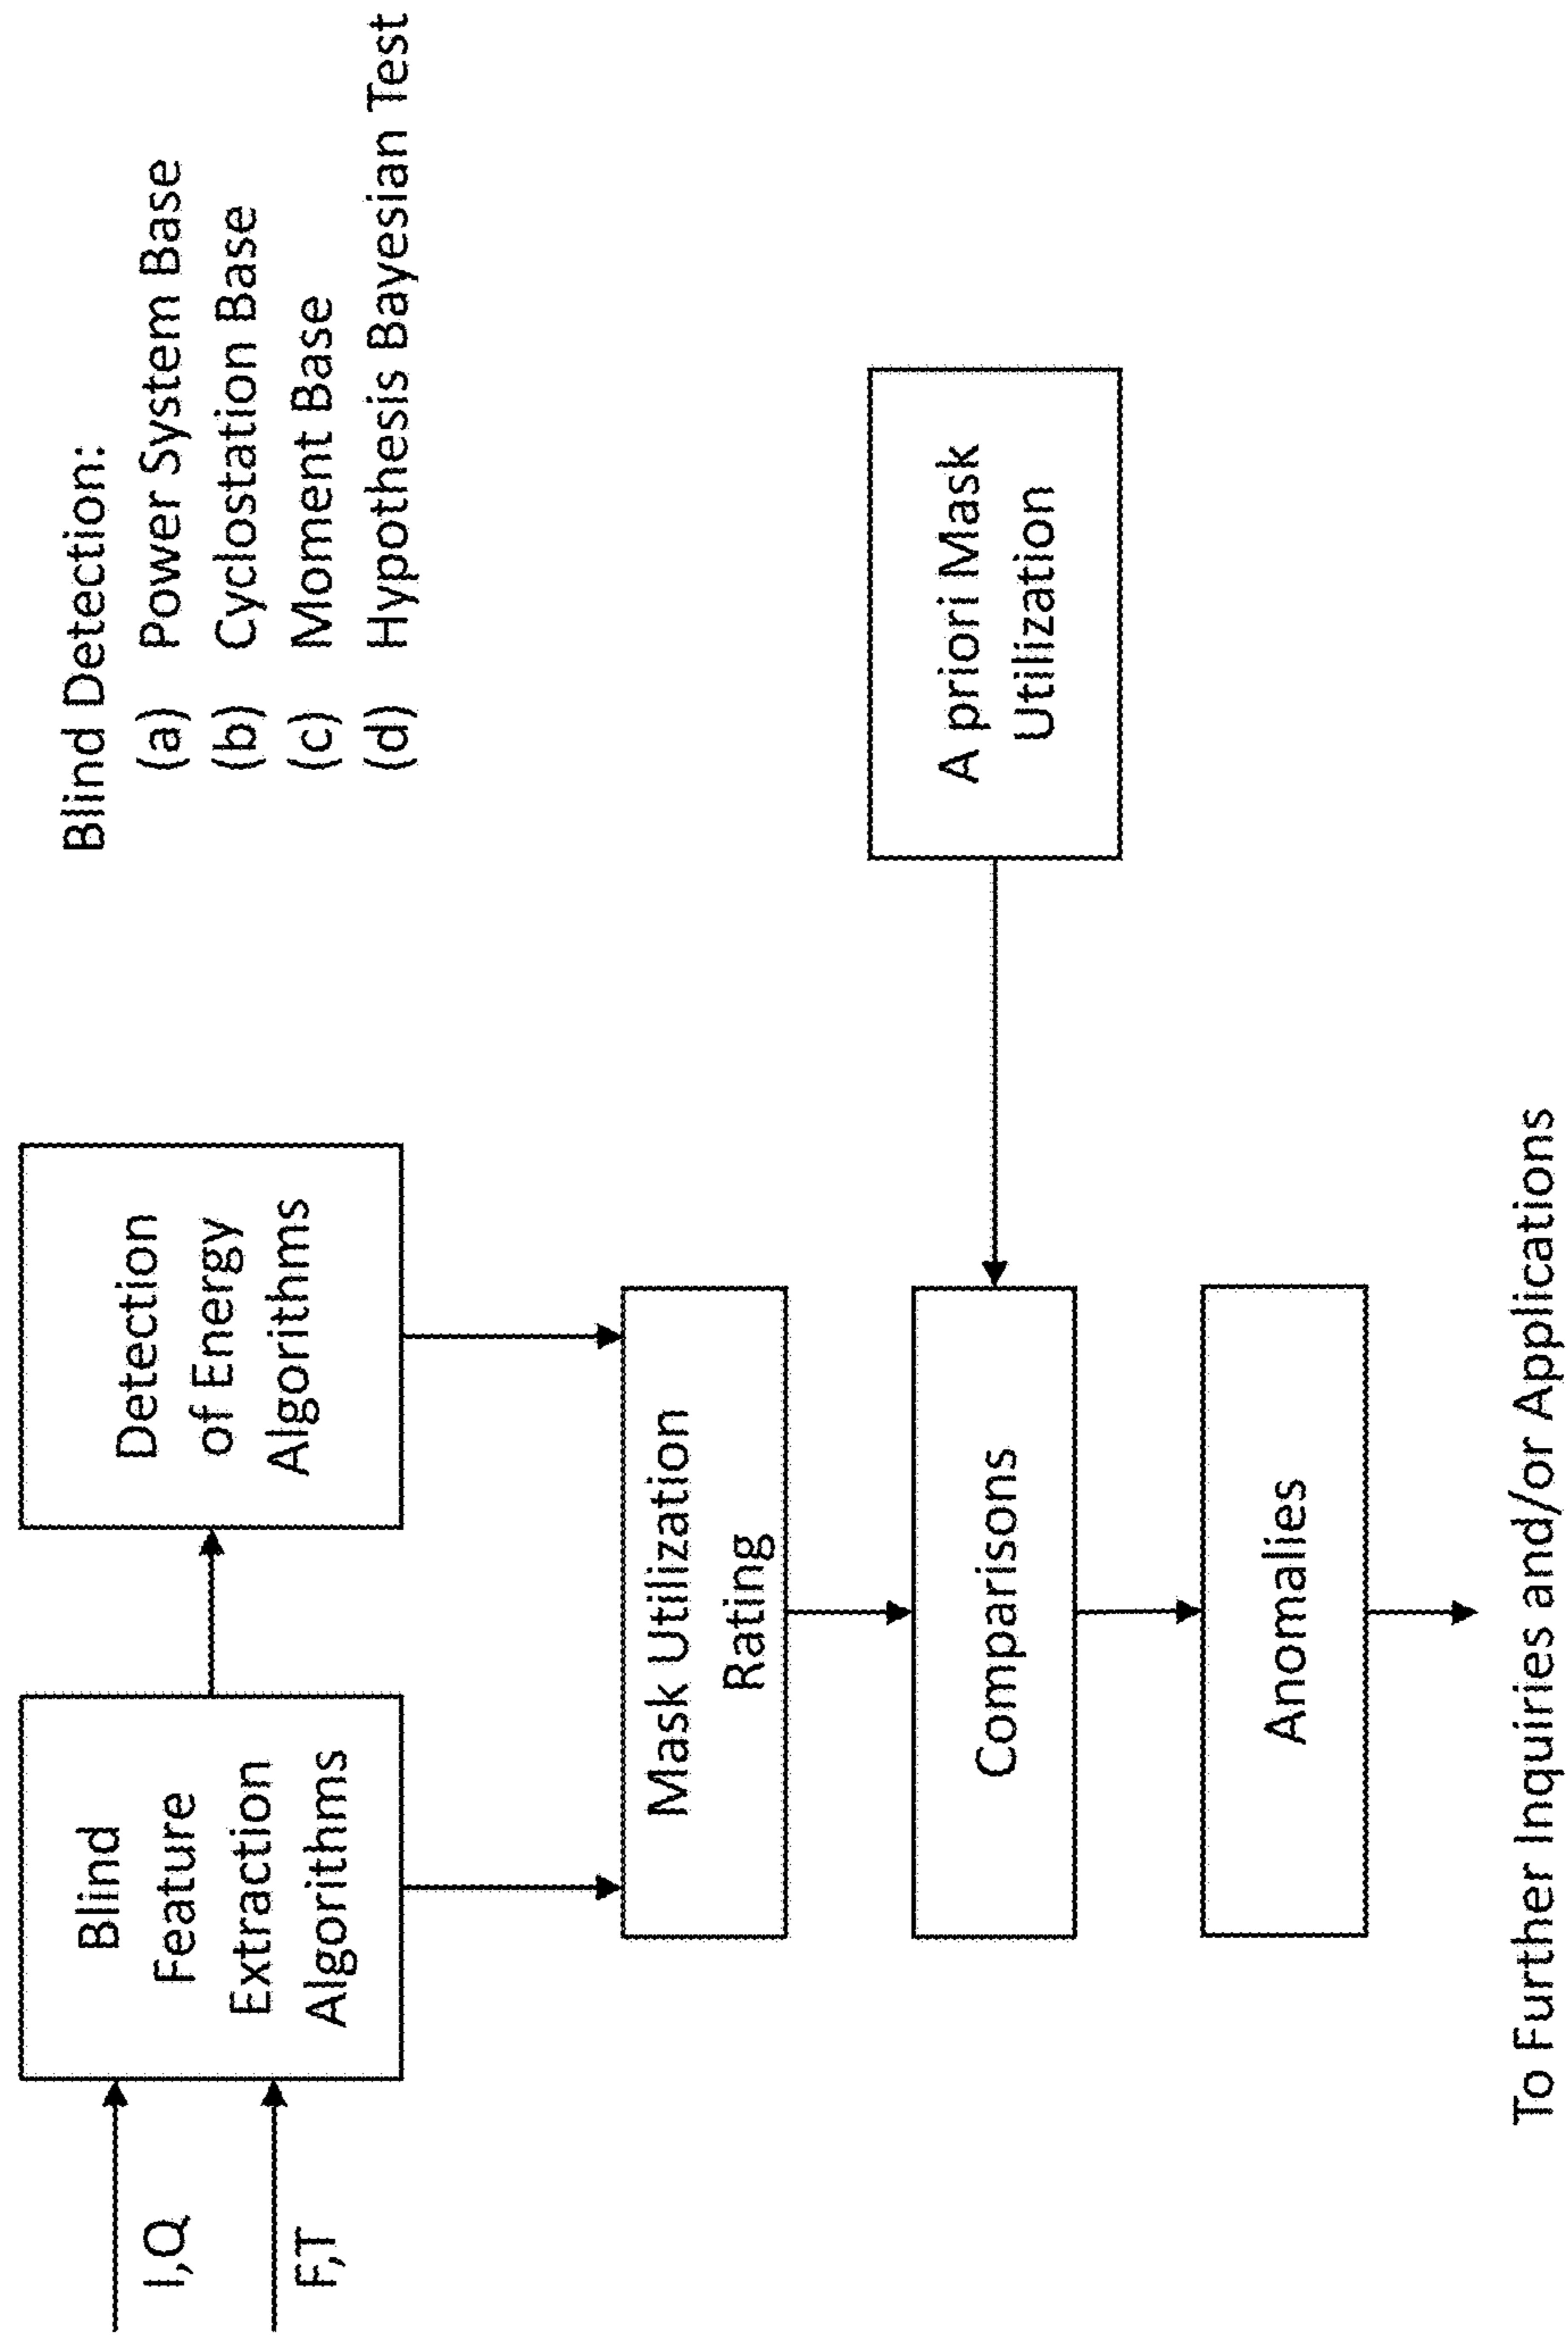 I,Q
F,T
Blind
Feature
Extraction
Algorithms
Detection
of Energy
Algorithms
Blind Detection:
(a) Power System Base
(b) Cyclostation Base
(c) Moment Base
(d) Hypothesis Bayesian Test
Mask Utilization
Rating
Comparisons
A priori Mask
Utilization
Anomalies
To Further Inquiries and/or Applications